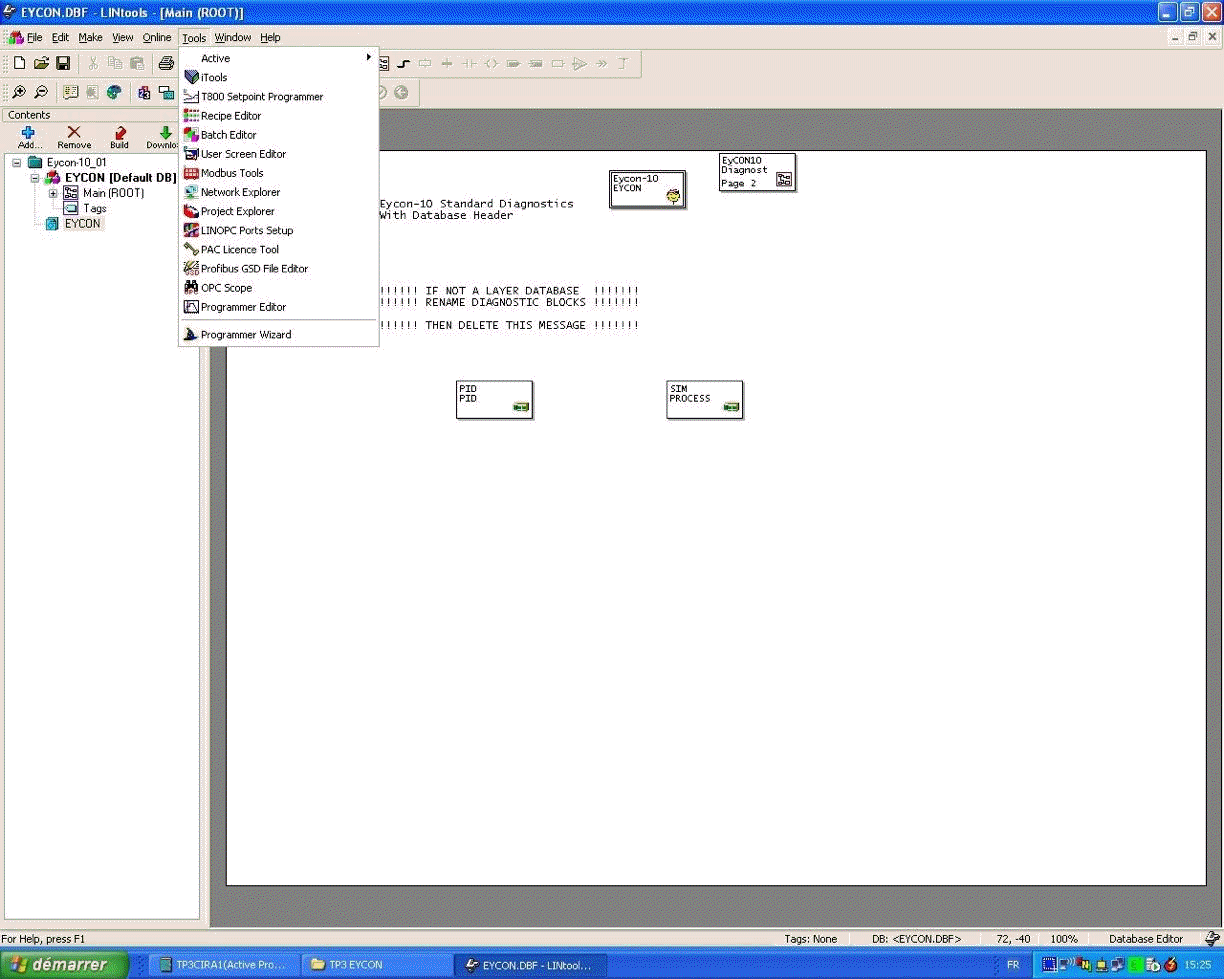 EYCON.DBF - LINtools - [Main (ROOT)]
File Edit Make View Online Tools Window Help
Active
iTools
T800 Setpoint Programmer
Recipe Editor
Batch Editor
User Screen Editor
Modbus Tools
Network Explorer
Project Explorer
LINOPC Ports Setup
PAC Licence Tool
Profibus GSD File Editor
OPC Scope
Programmer Editor
Programmer Wizard
Contents
Add... Remove Build Downlo
Eycon-10_01
EYCON [Default DB]
Main (ROOT)
Tags
EYCON
Eycon-10
EYCON
EyCON10
Diagnost
Page 2
Eycon-10 Standard Diagnostics
With Database Header
!!!!!! IF NOT A LAYER DATABASE !!!!!!!
!!!!!! RENAME DIAGNOSTIC BLOCKS !!!!!!!
!!!!!! THEN DELETE THIS MESSAGE !!!!!!!
PID
PID
SIM
PROCESS
For Help, press F1
Tags: None DB: <EYCON.DBF> 72, -40 100% Database Editor
démarrer TP3CIRA1(Active Pro... TP3 EYCON EYCON.DBF - LINtool... FR 15:25